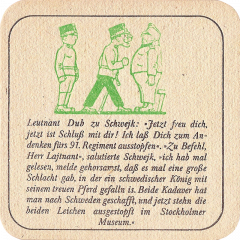 Leutnant Dub zu Schwejk: »Jetzt freu dich,
jetzt ist Schluß mit dir! Ich laß Dich zum An-
denken fürs 91. Regiment ausstopfen«. »Zu Befehl,
Herr Lajtnant«, salutierte Schwejk, »ich hab mal
gelesen, melde gehorsamst, daß es mal eine große
Schlacht gab, in der ein schwedischer König mit
seinem treuen Pferd gefalln is. Beide Kadaver hat
man nach Schweden geschafft, und jetzt stehn die
beiden Leichen ausgestopft im Stockholmer
Museum.«